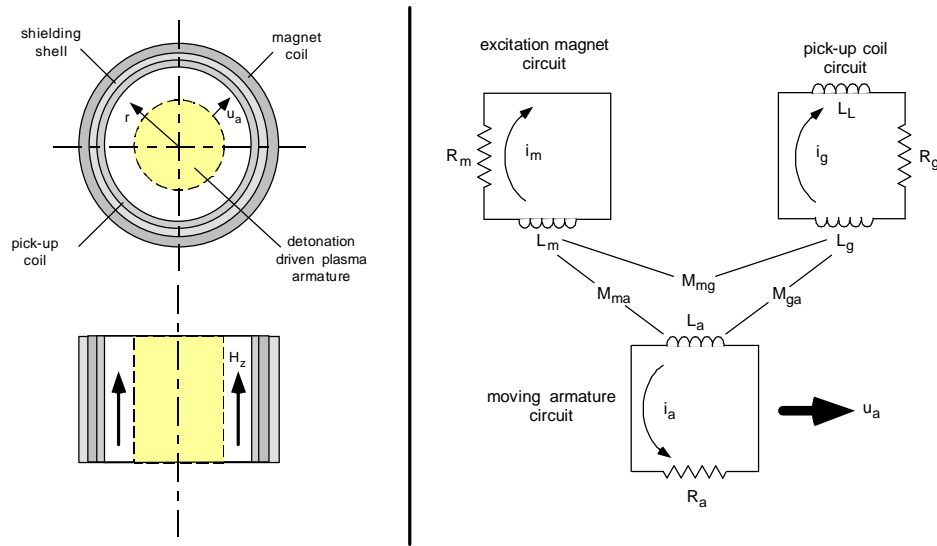 shielding
shell
magnet
coil
r
u_a
pick-up
coil
detonation
driven plasma
armature
H_z
excitation magnet
circuit
pick-up coil
circuit
R_m
i_m
L_m
L_L
i_g
R_g
L_g
M_mg
M_ma
M_ga
L_a
moving armature
circuit
i_a
u_a
R_a